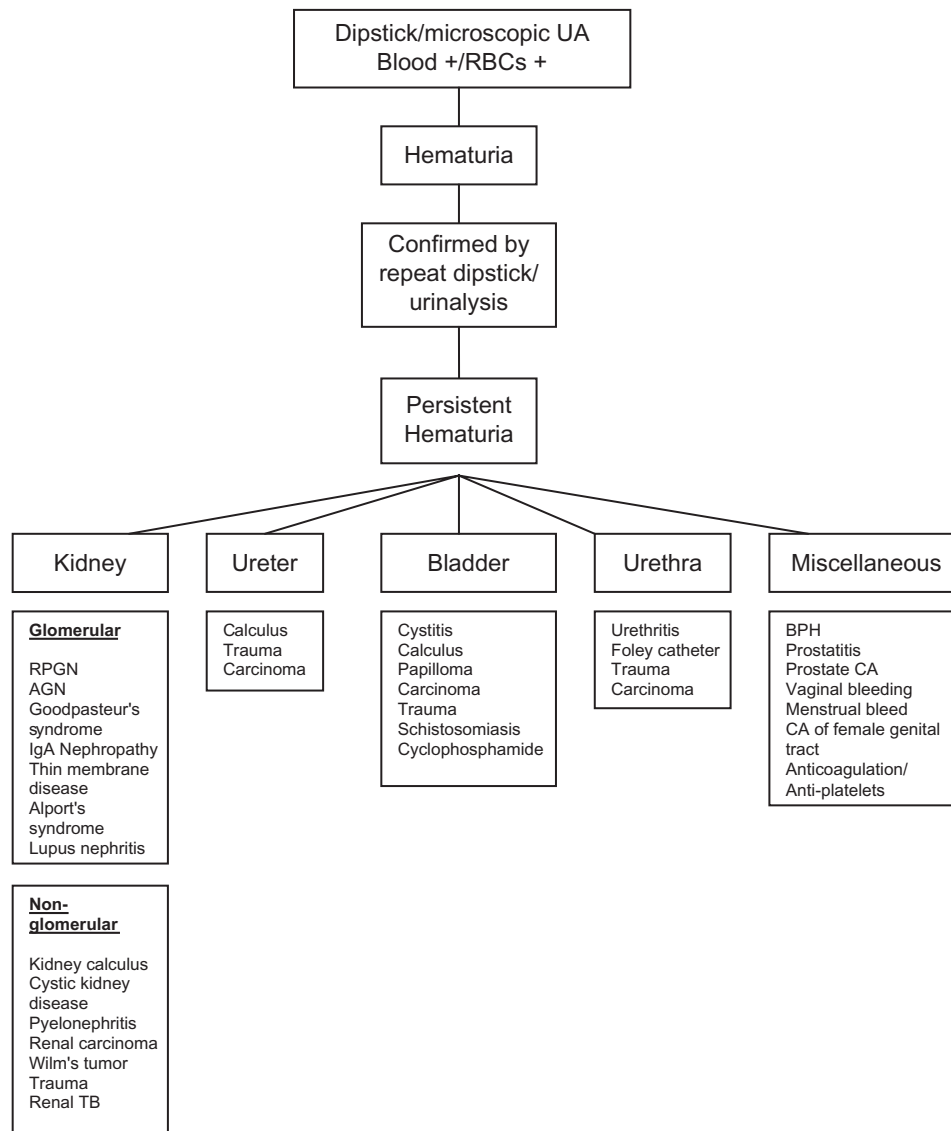 Dipstick/microscopic UA
Blood +/RBCs +
Hematuria
Confirmed by
repeat dipstick/
urinalysis
Persistent
Hematuria
Kidney
Ureter
Bladder
Urethra
Miscellaneous
Glomerular
RPGN
AGN
Goodpasteur's
syndrome
IgA Nephropathy
Thin membrane
disease
Alport's
syndrome
Lupus nephritis
Non-
glomerular
Kidney calculus
Cystic kidney
disease
Pyelonephritis
Renal carcinoma
Wilm's tumor
Trauma
Renal TB
Calculus
Trauma
Carcinoma
Cystitis
Calculus
Papilloma
Carcinoma
Trauma
Schistosomiasis
Cyclophosphamide
Urethritis
Foley catheter
Trauma
Carcinoma
BPH
Prostatitis
Prostate CA
Vaginal bleeding
Menstrual bleed
CA of female genital
tract
Anticoagulation/
Anti-platelets